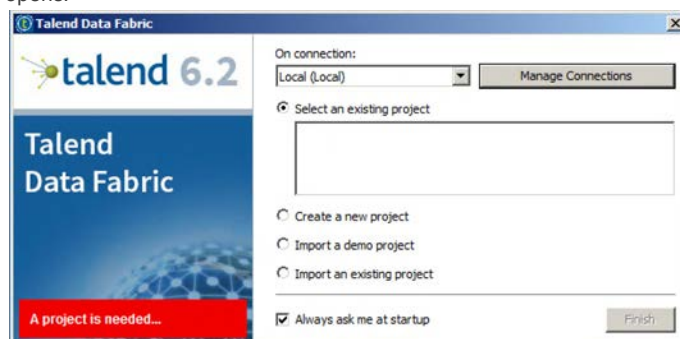 opens.
Talend Data Fabric
talend 6.2
Talend
Data Fabric
A project is needed...
On connection:
Local (Local)
Manage Connections
Select an existing project
Create a new project
Import a demo project
Import an existing project
Always ask me at startup
Finish